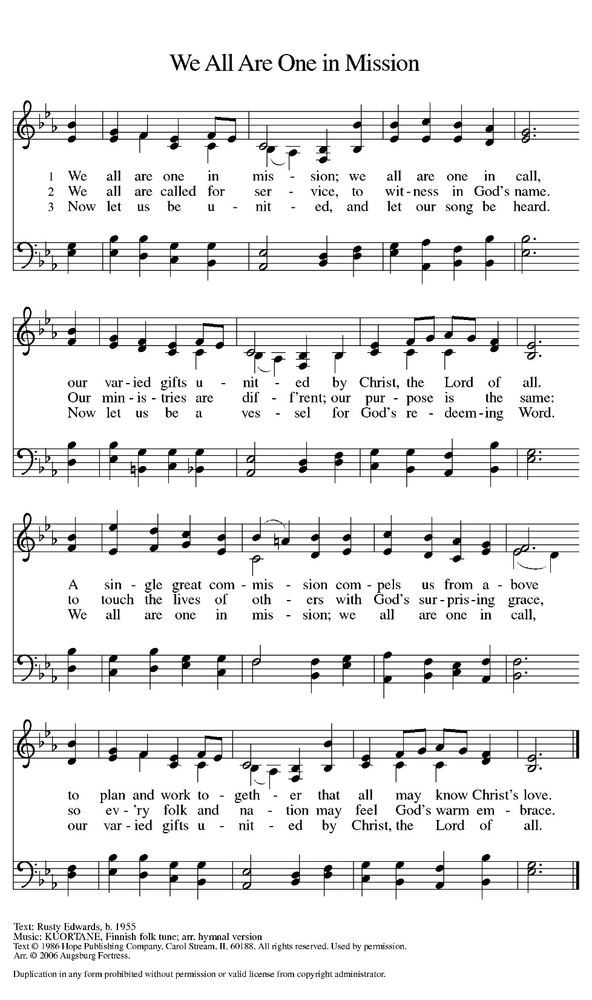 We All Are One in Mission
1 We all are one in mis - sion; we all are one in call,
2 We all are called for ser - vice, to wit - ness in God's name.
3 Now let us be u - nit - ed, and let our song be heard.
our var - ied gifts u - nit - ed by Christ, the Lord of all.
Our min - is - tries are dif - f'rent; our pur - pose is the same:
Now let us be a ves - sel for God's re - deem - ing Word.
A sin - gle great com - mis - sion com - pels us from a - bove
to touch the lives of oth - ers with God's sur - pris - ing grace,
We all are one in mis - sion; we all are one in call,
to plan and work to - geth - er that all may know Christ's love.
so ev - 'ry folk and na - tion may feel God's warm em - brace.
our var - ied gifts u - nit - ed by Christ, the Lord of all.
Text: Rusty Edwards, b. 1955
Music: KUORTANE, Finnish folk tune; arr. hymnal version
Text © 1986 Hope Publishing Company, Carol Stream, IL 60188. All rights reserved. Used by permission.
Arr. © 2006 Augsburg Fortress.
Duplication in any form prohibited without permission or valid license from copyright administrator.